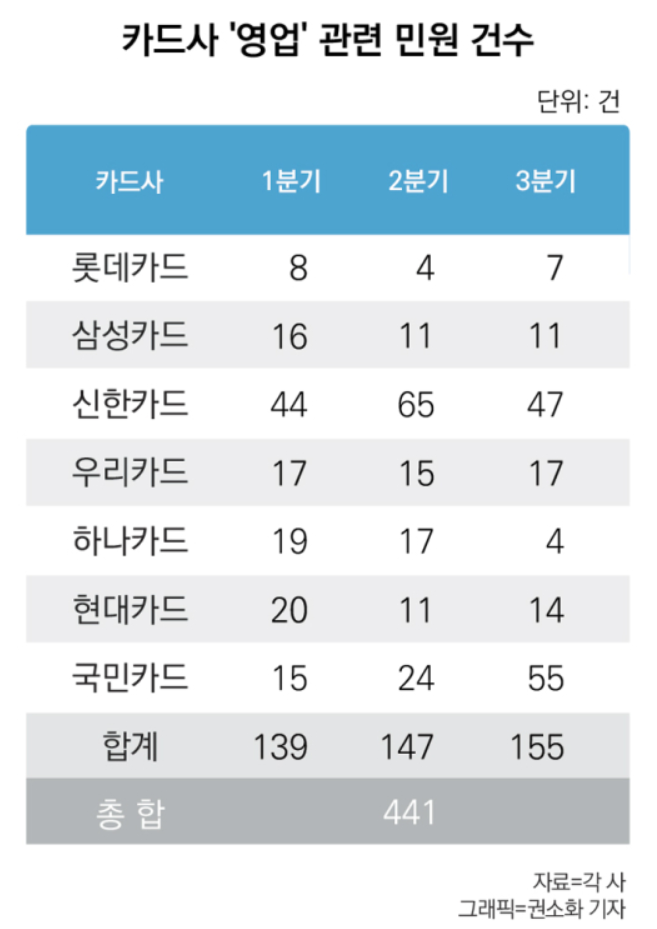 카드사 '영업' 관련 민원 건수
단위: 건
카드사 1분기 2분기 3분기
롯데카드 8 4 7
삼성카드 16 11 11
신한카드 44 65 47
우리카드 17 15 17
하나카드 19 17 4
현대카드 20 11 14
국민카드 15 24 55
합계 139 147 155
총 합 441
자료=각 사
그래픽=권소화 기자